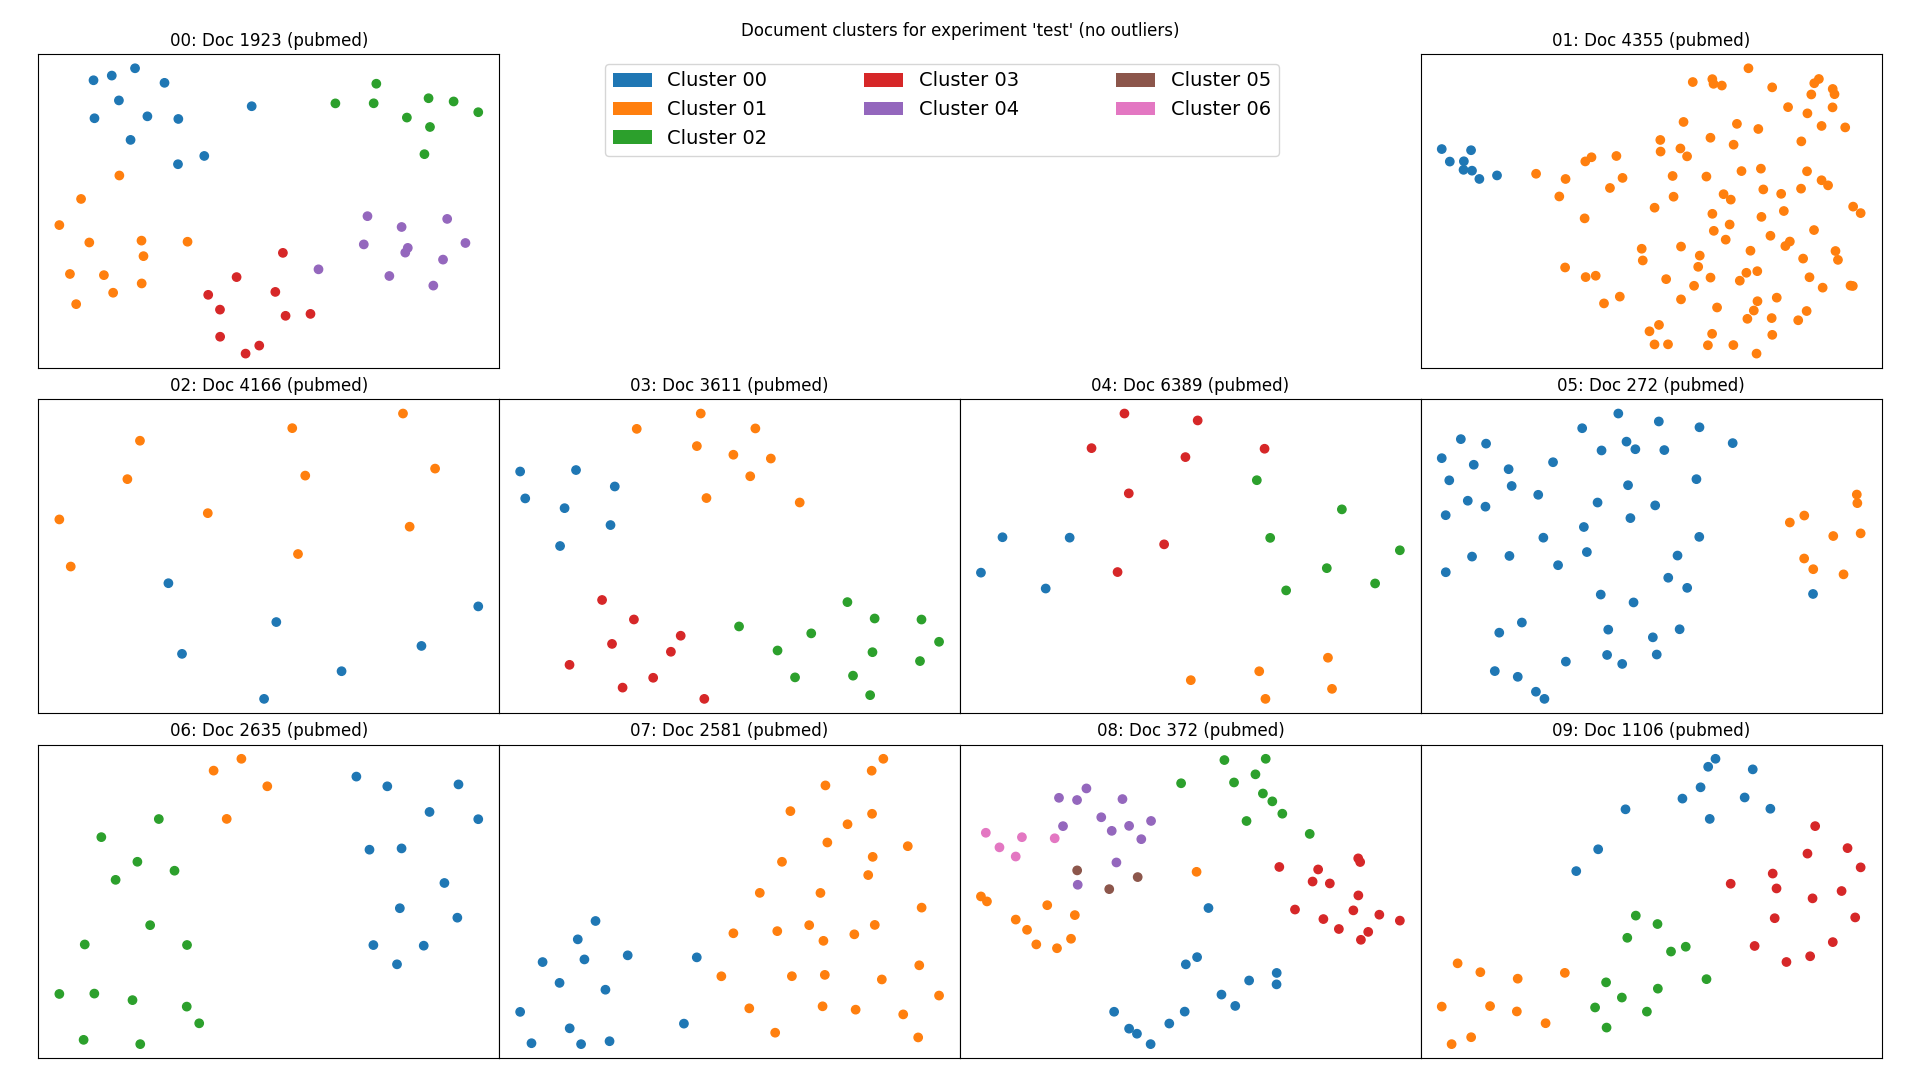 Document clusters for experiment 'test' (no outliers)
00: Doc 1923 (pubmed)
01: Doc 4355 (pubmed)
Cluster 00
Cluster 01
Cluster 02
Cluster 03
Cluster 04
Cluster 05
Cluster 06
02: Doc 4166 (pubmed)
03: Doc 3611 (pubmed)
04: Doc 6389 (pubmed)
05: Doc 272 (pubmed)
06: Doc 2635 (pubmed)
07: Doc 2581 (pubmed)
08: Doc 372 (pubmed)
09: Doc 1106 (pubmed)